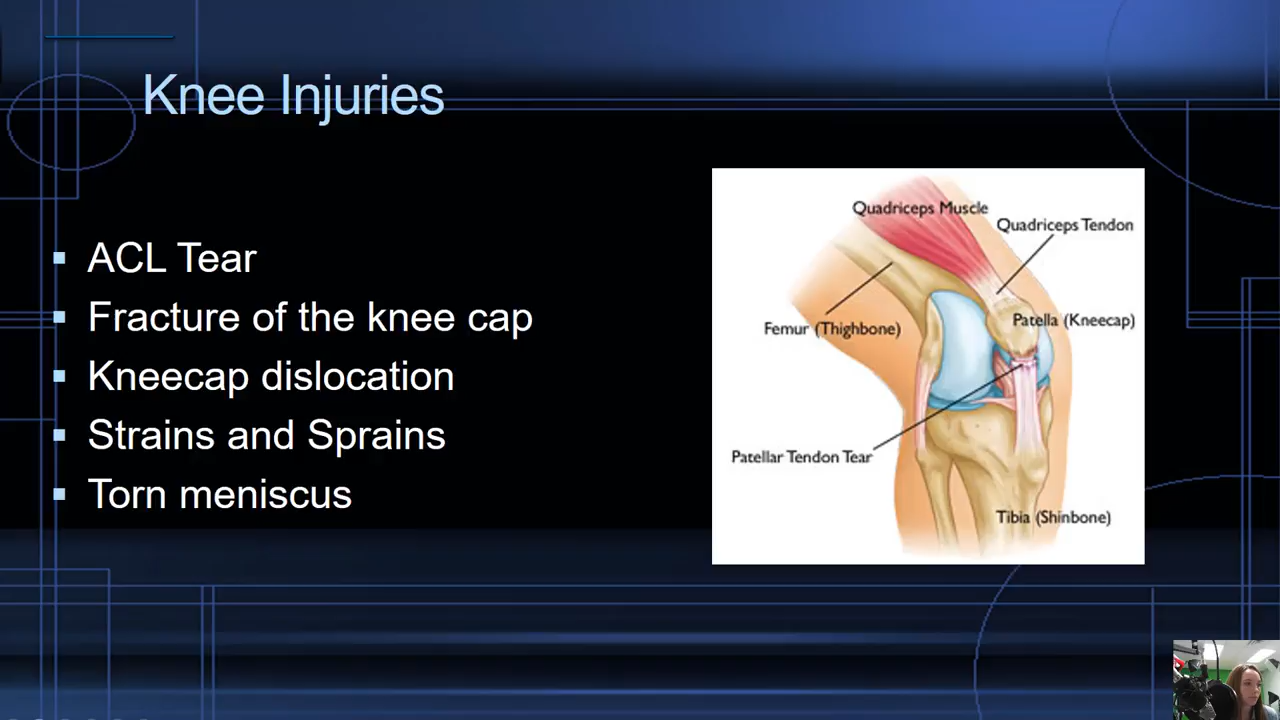 Knee Injuries
ACL Tear
Fracture of the knee cap
Kneecap dislocation
Strains and Sprains
Torn meniscus
Quadriceps Muscle
Quadriceps Tendon
Patella (Kneecap)
Femur (Thighbone)
Patellar Tendon Tear
Tibia (Shinbone)